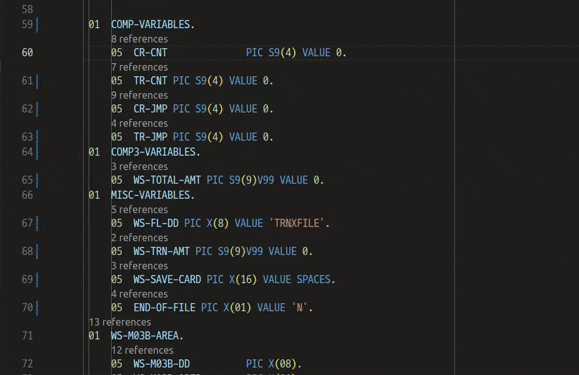 58
59 01 COMP-VARIABLES.
8 references
60 05 CR-CNT PIC S9(4) VALUE 0.
7 references
61 05 TR-CNT PIC S9(4) VALUE 0.
9 references
62 05 CR-JMP PIC S9(4) VALUE 0.
4 references
63 05 TR-JMP PIC S9(4) VALUE 0.
64 01 COMP3-VARIABLES.
3 references
65 05 WS-TOTAL-AMT PIC S9(9)V99 VALUE 0.
66 01 MISC-VARIABLES.
5 references
67 05 WS-FL-DD PIC X(8) VALUE 'TRNXFILE'.
2 references
68 05 WS-TRN-AMT PIC S9(9)V99 VALUE 0.
3 references
69 05 WS-SAVE-CARD PIC X(16) VALUE SPACES.
4 references
70 05 END-OF-FILE PIC X(01) VALUE 'N'.
13 references
71 01 WS-M03B-AREA.
12 references
72 05 WS-M03B-DD PIC X(08).